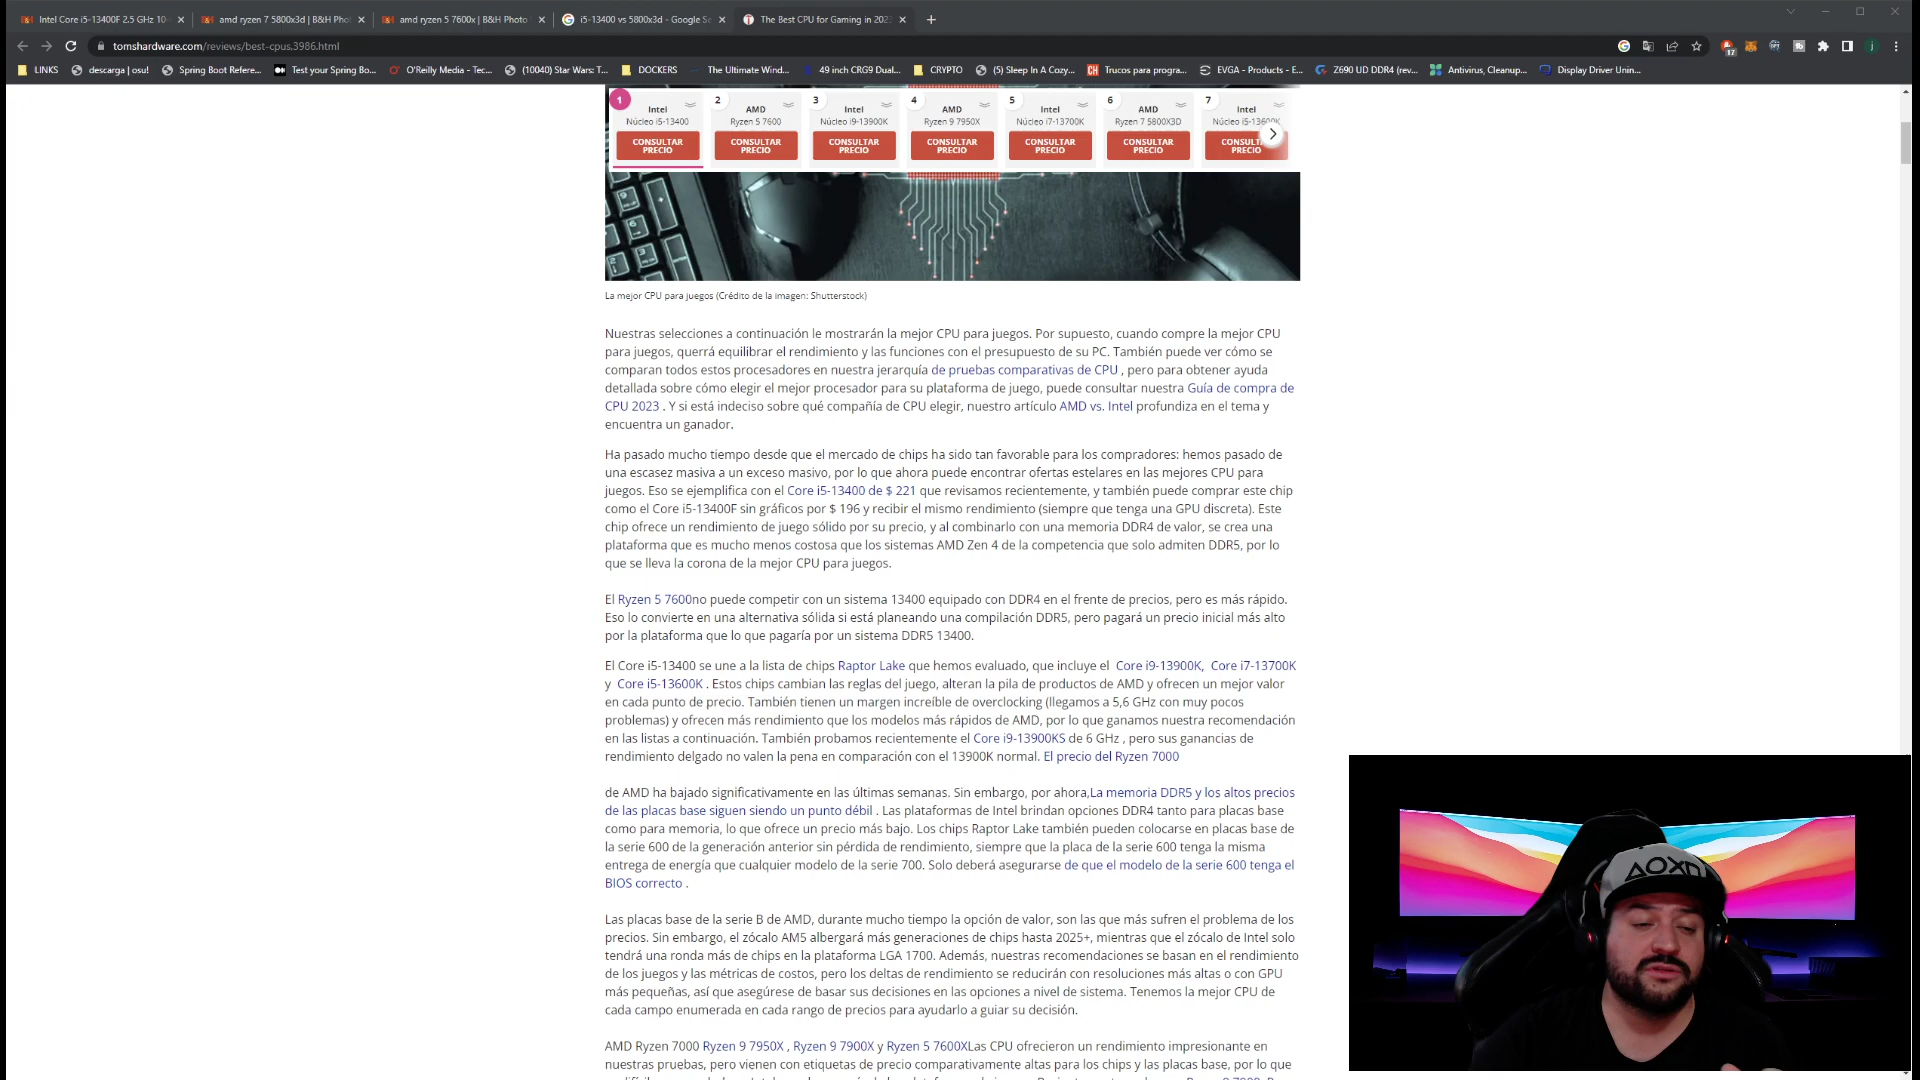 Intel Core i5-13400F 2.5 GHz 10-
amd ryzen 7 5800x3d | B&H Phot
amd ryzen 5 7600x | B&H Photo
i5-13400 vs 5800x3d - Google Se
The Best CPU for Gaming in 2023
tomshardware.com/reviews/best-cpus,3986.html
17
j
LINKS
descarga | osu!
Spring Boot Refere...
Test your Spring Bo...
O'Reilly Media - Tec...
(10040) Star Wars: T...
DOCKERS
The Ultimate Wind...
49 inch CRG9 Dual...
CRYPTO
(5) Sleep In A Cozy...
CH
Trucos para progra...
EVGA - Products - E...
Z690 UD DDR4 (rev...
Antivirus, Cleanup...
Display Driver Unin...
1
Intel
Núcleo i5-13400
CONSULTAR
PRECIO
2
AMD
Ryzen 5 7600
CONSULTAR
PRECIO
3
Intel
Núcleo i9-13900K
CONSULTAR
PRECIO
4
AMD
Ryzen 9 7950X
CONSULTAR
PRECIO
5
Intel
Núcleo i7-13700K
CONSULTAR
PRECIO
6
AMD
Ryzen 7 5800X3D
CONSULTAR
PRECIO
7
Intel
Núcleo i5-13600K
PRECIO
La mejor CPU para juegos (Crédito de la imagen: Shutterstock)
Nuestras selecciones a continuación le mostrarán la mejor CPU para juegos. Por supuesto, cuando compre la mejor CPU
para juegos, querrá equilibrar el rendimiento y las funciones con el presupuesto de su PC. También puede ver cómo se
comparan todos estos procesadores en nuestra jerarquía de pruebas comparativas de CPU , pero para obtener ayuda
detallada sobre cómo elegir el mejor procesador para su plataforma de juego, puede consultar nuestra Guía de compra de
CPU 2023 . Y si está indeciso sobre qué compañía de CPU elegir, nuestro artículo AMD vs. Intel profundiza en el tema y
encuentra un ganador.
Ha pasado mucho tiempo desde que el mercado de chips ha sido tan favorable para los compradores: hemos pasado de
una escasez masiva a un exceso masivo, por lo que ahora puede encontrar ofertas estelares en las mejores CPU para
juegos. Eso se ejemplifica con el Core i5-13400 de $ 221 que revisamos recientemente, y también puede comprar este chip
como el Core i5-13400F sin gráficos por $ 196 y recibir el mismo rendimiento (siempre que tenga una GPU discreta). Este
chip ofrece un rendimiento de juego sólido por su precio, y al combinarlo con una memoria DDR4 de valor, se crea una
plataforma que es mucho menos costosa que los sistemas AMD Zen 4 de la competencia que solo admiten DDR5, por lo
que se lleva la corona de la mejor CPU para juegos.
El Ryzen 5 7600no puede competir con un sistema 13400 equipado con DDR4 en el frente de precios, pero es más rápido.
Eso lo convierte en una alternativa sólida si está planeando una compilación DDR5, pero pagará un precio inicial más alto
por la plataforma que lo que pagaría por un sistema DDR5 13400.
El Core i5-13400 se une a la lista de chips Raptor Lake que hemos evaluado, que incluye el Core i9-13900K, Core i7-13700K
y Core i5-13600K . Estos chips cambian las reglas del juego, alteran la pila de productos de AMD y ofrecen un mejor valor
en cada punto de precio. También tienen un margen increíble de overclocking (llegamos a 5,6 GHz con muy pocos
problemas) y ofrecen más rendimiento que los modelos más rápidos de AMD, por lo que ganamos nuestra recomendación
en las listas a continuación. También probamos recientemente el Core i9-13900KS de 6 GHz , pero sus ganancias de
rendimiento delgado no valen la pena en comparación con el 13900K normal. El precio del Ryzen 7000
de AMD ha bajado significativamente en las últimas semanas. Sin embargo, por ahora,La memoria DDR5 y los altos precios
de las placas base siguen siendo un punto débil . Las plataformas de Intel brindan opciones DDR4 tanto para placas base
como para memoria, lo que ofrece un precio más bajo. Los chips Raptor Lake también pueden colocarse en placas base de
la serie 600 de la generación anterior sin pérdida de rendimiento, siempre que la placa de la serie 600 tenga la misma
entrega de energía que cualquier modelo de la serie 700. Solo deberá asegurarse de que el modelo de la serie 600 tenga el
BIOS correcto .
Las placas base de la serie B de AMD, durante mucho tiempo la opción de valor, son las que más sufren el problema de los
precios. Sin embargo, el zócalo AM5 albergará más generaciones de chips hasta 2025+, mientras que el zócalo de Intel solo
tendrá una ronda más de chips en la plataforma LGA 1700. Además, nuestras recomendaciones se basan en el rendimiento
de los juegos y las métricas de costos, pero los deltas de rendimiento se reducirán con resoluciones más altas o con GPU
más pequeñas, así que asegúrese de basar sus decisiones en las opciones a nivel de sistema. Tenemos la mejor CPU de
cada campo enumerada en cada rango de precios para ayudarlo a guiar su decisión.
AMD Ryzen 7000 Ryzen 9 7950X , Ryzen 9 7900X y Ryzen 5 7600XLas CPU ofrecieron un rendimiento impresionante en
nuestras pruebas, pero vienen con etiquetas de precio comparativamente altas para los chips y las placas base, por lo que
AOXD